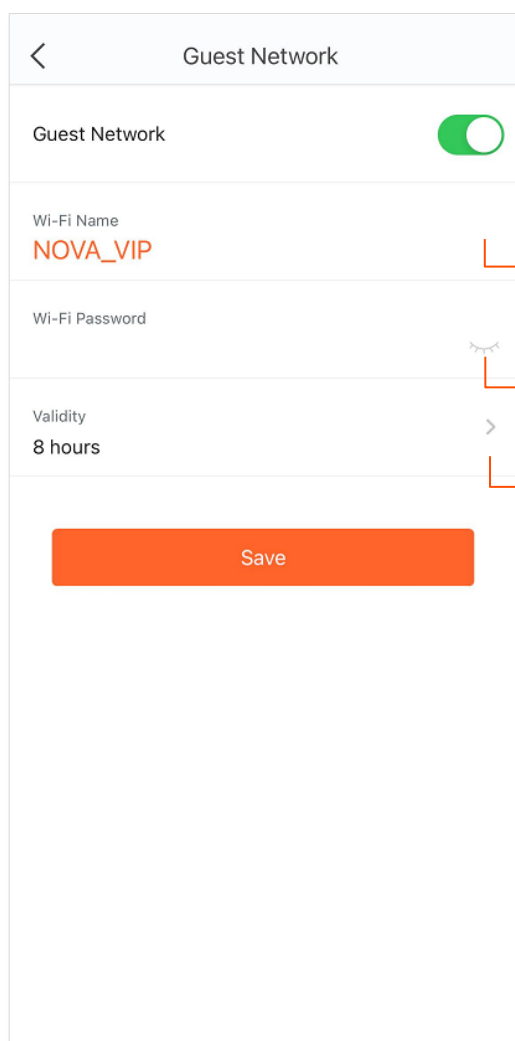 Guest Network
Guest Network
Wi-Fi Name
NOVA_VIP
Wi-Fi Password
Validity
8 hours
Save